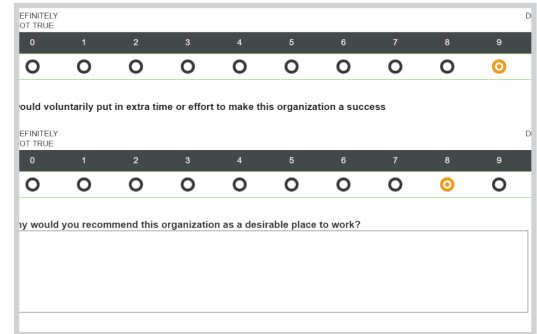 EFINITELY D
OT TRUE
0 1 2 3 4 5 6 7 8 9
ould voluntarily put in extra time or effort to make this organization a success
EFINITELY D
OT TRUE
0 1 2 3 4 5 6 7 8 9
hy would you recommend this organization as a desirable place to work?